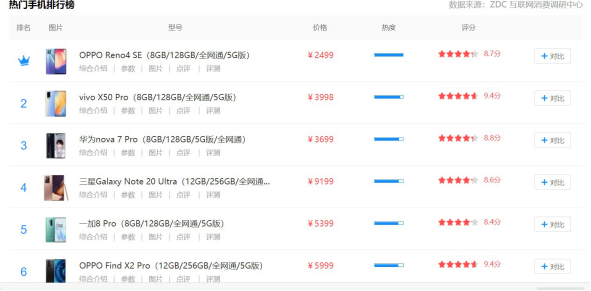 热门手机排行榜 数据来源：ZDC 互联网消费调研中心
排名 图片 型号 价格 热度 评分
OPPO Reno4 SE（8GB/128GB/全网通/5G版） ¥2499 8.7分 + 对比
综合介绍 | 参数 | 图片 | 点评 | 评测
2 vivo X50 Pro（8GB/128GB/全网通/5G版） ¥3998 9.4分 + 对比
综合介绍 | 参数 | 图片 | 点评 | 评测
3 华为nova 7 Pro（8GB/128GB/5G版/全网通） ¥3699 8.8分 + 对比
综合介绍 | 参数 | 图片 | 点评 | 评测
4 三星Galaxy Note 20 Ultra（12GB/256GB/全网通... ¥9199 8.6分 + 对比
综合介绍 | 参数 | 图片 | 点评 | 评测
5 一加8 Pro（8GB/128GB/全网通/5G版） ¥5399 8.4分 + 对比
综合介绍 | 参数 | 图片 | 点评 | 评测
6 OPPO Find X2 Pro（12GB/256GB/全网通/5G版） ¥5999 9.4分 + 对比
综合介绍 | 参数 | 图片 | 点评 | 评测